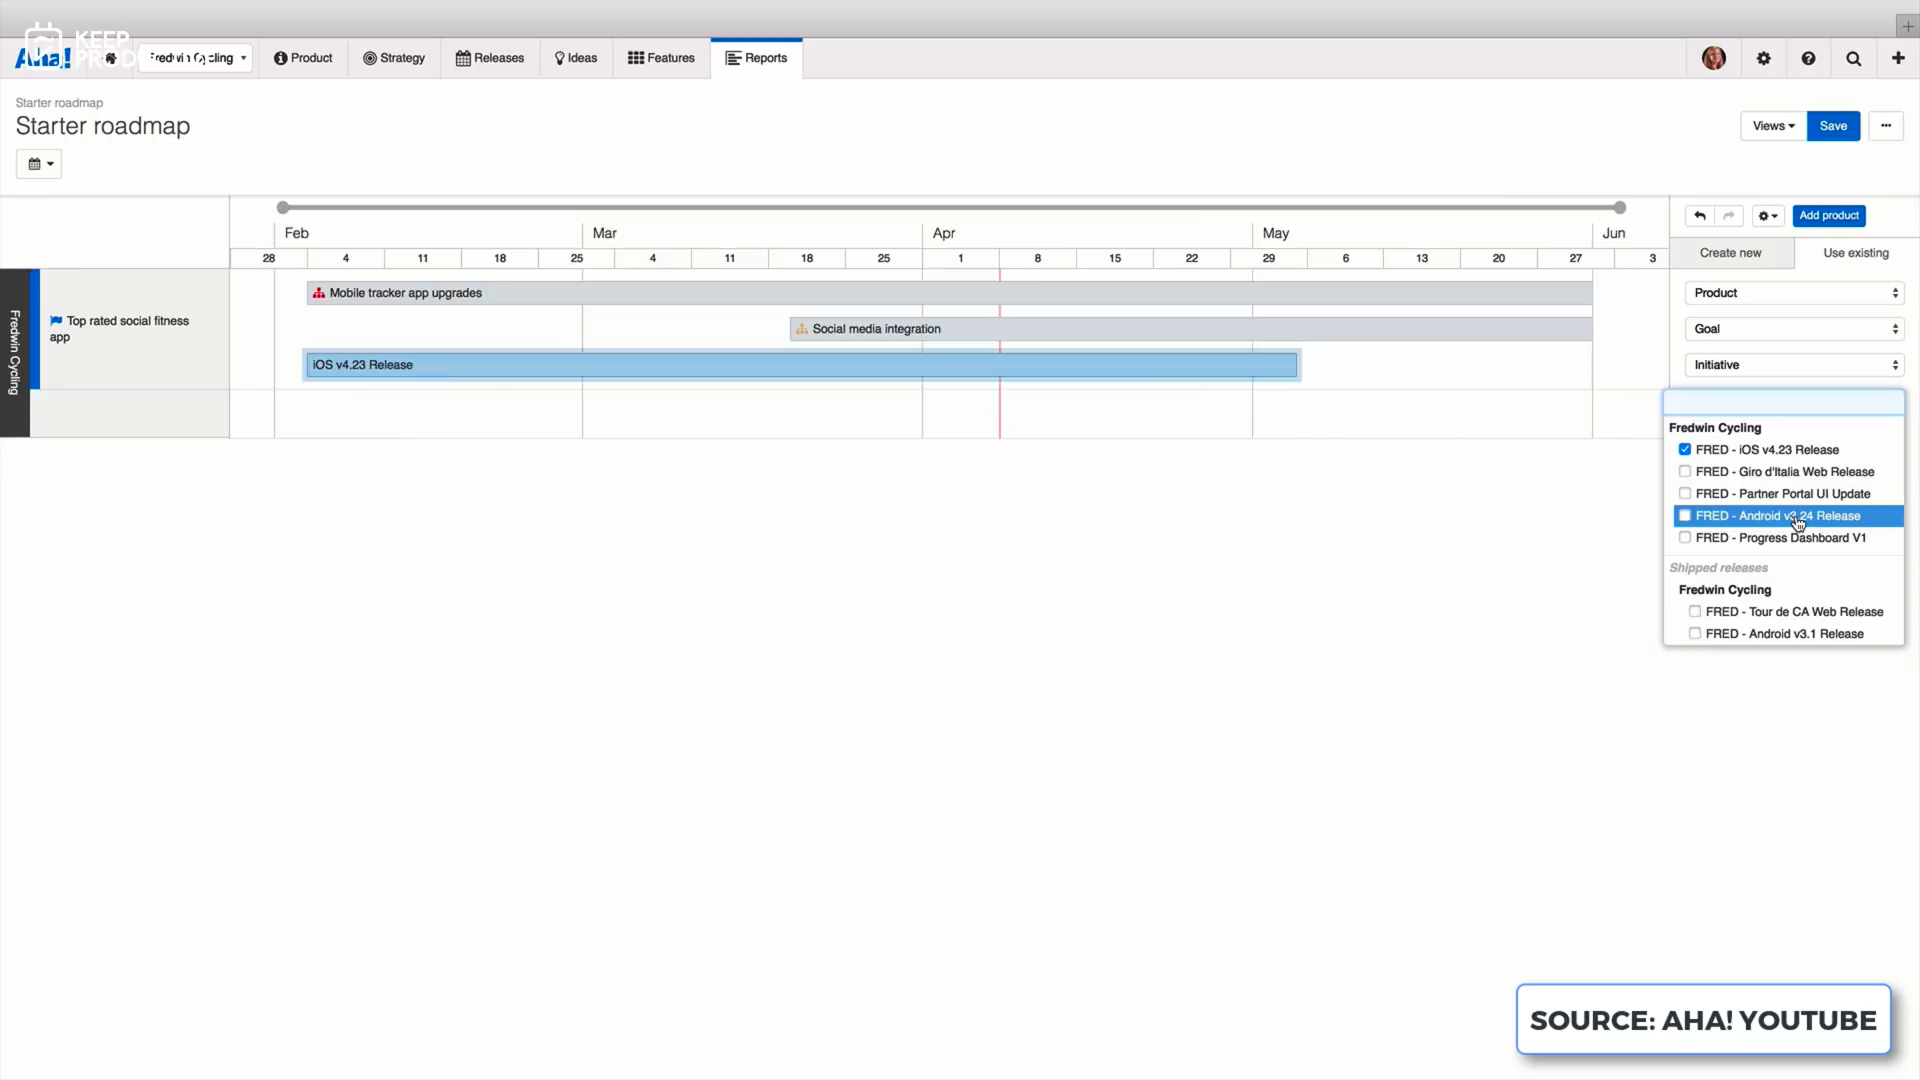 KEEP
PROD
Aha!
Fredwin Cycling
Product
Strategy
Releases
Ideas
Features
Reports
Starter roadmap
Starter roadmap
Views
Save
Feb Mar Apr May Jun
28 4 11 18 25 4 11 18 25 1 8 15 22 29 6 13 20 27 3
Add product
Create new
Use existing
Fredwin Cycling
Top rated social fitness
app
Mobile tracker app upgrades
Social media integration
iOS v4.23 Release
Product
Goal
Initiative
Fredwin Cycling
FRED - iOS v4.23 Release
FRED - Giro d'Italia Web Release
FRED - Partner Portal UI Update
FRED - Android v3.24 Release
FRED - Progress Dashboard V1
Shipped releases
Fredwin Cycling
FRED - Tour de CA Web Release
FRED - Android v3.1 Release
SOURCE: AHA! YOUTUBE